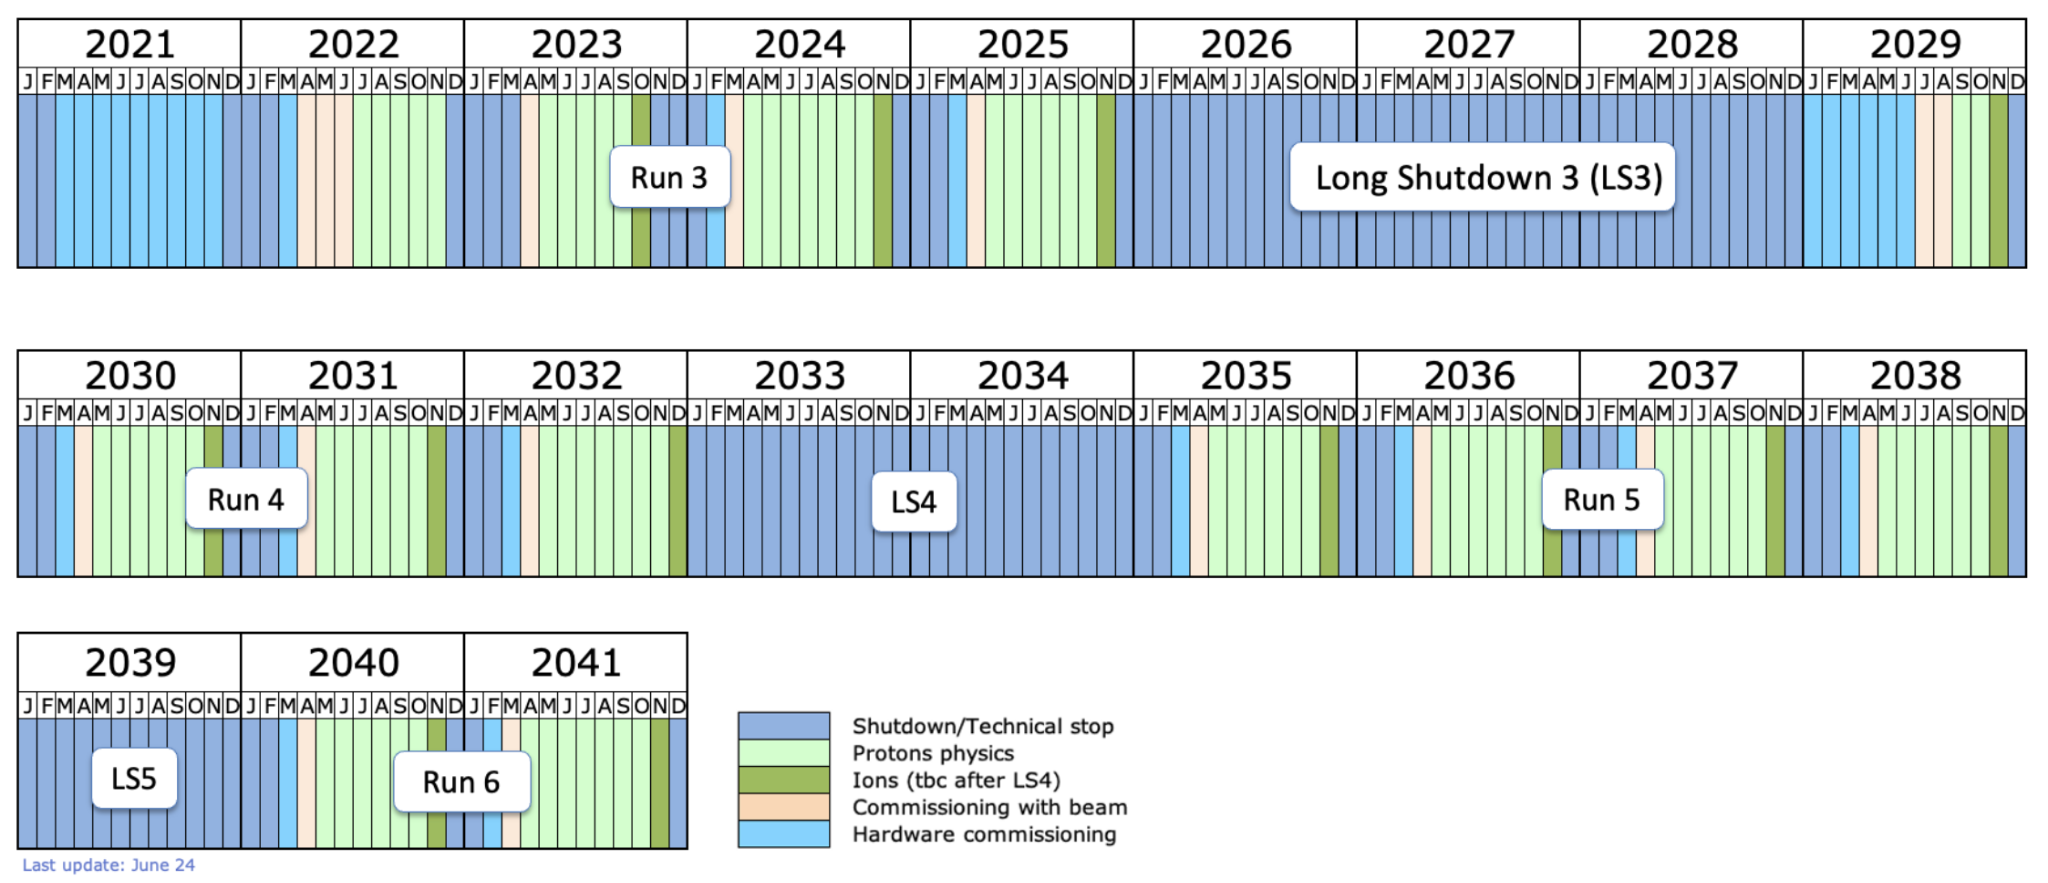 2021 2022 2023 2024 2025 2026 2027 2028 2029
J F M A M J J A S O N D J F M A M J J A S O N D J F M A M J J A S O N D J F M A M J J A S O N D J F M A M J J A S O N D J F M A M J J A S O N D J F M A M J J A S O N D J F M A M J J A S O N D J F M A M J J A S O N D
Run 3 Long Shutdown 3 (LS3)
2030 2031 2032 2033 2034 2035 2036 2037 2038
J F M A M J J A S O N D J F M A M J J A S O N D J F M A M J J A S O N D J F M A M J J A S O N D J F M A M J J A S O N D J F M A M J J A S O N D J F M A M J J A S O N D J F M A M J J A S O N D J F M A M J J A S O N D
Run 4 LS4 Run 5
2039 2040 2041
J F M A M J J A S O N D J F M A M J J A S O N D J F M A M J J A S O N D
LS5 Run 6
Shutdown/Technical stop
Protons physics
Ions (tbc after LS4)
Commissioning with beam
Hardware commissioning
Last update: June 24